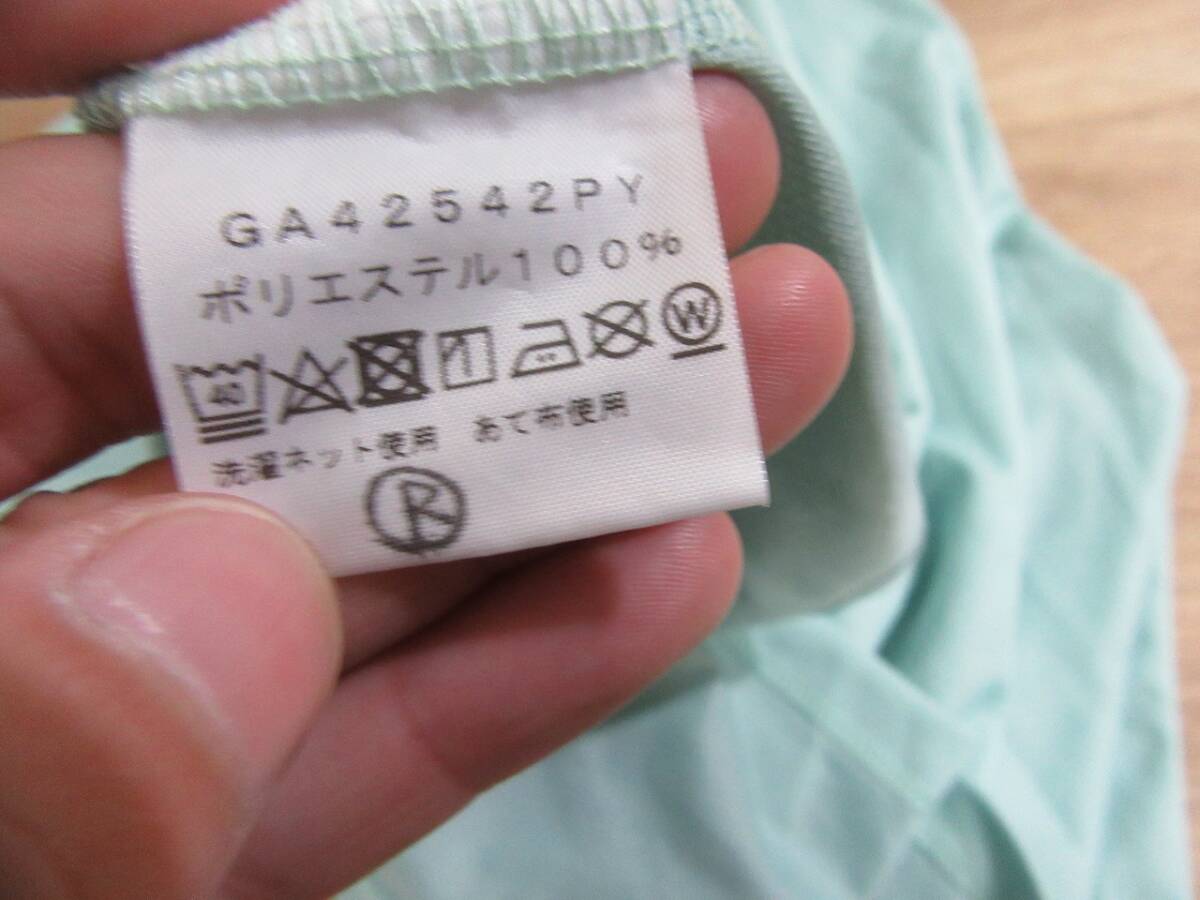 GA42542PY
ポリエステル100%
40 W
洗濯ネット使用 あて布使用
R